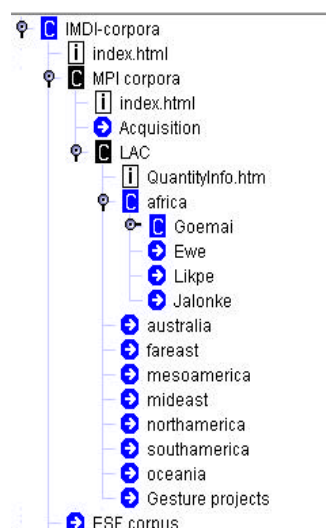 C IMDI-corpora
i index.html
C MPI corpora
i index.html
Acquisition
C LAC
i QuantityInfo.htm
C africa
C Goemai
Ewe
Likpe
Jalonke
australia
fareast
mesoamerica
mideast
northamerica
southamerica
oceania
Gesture projects
ESF corpus